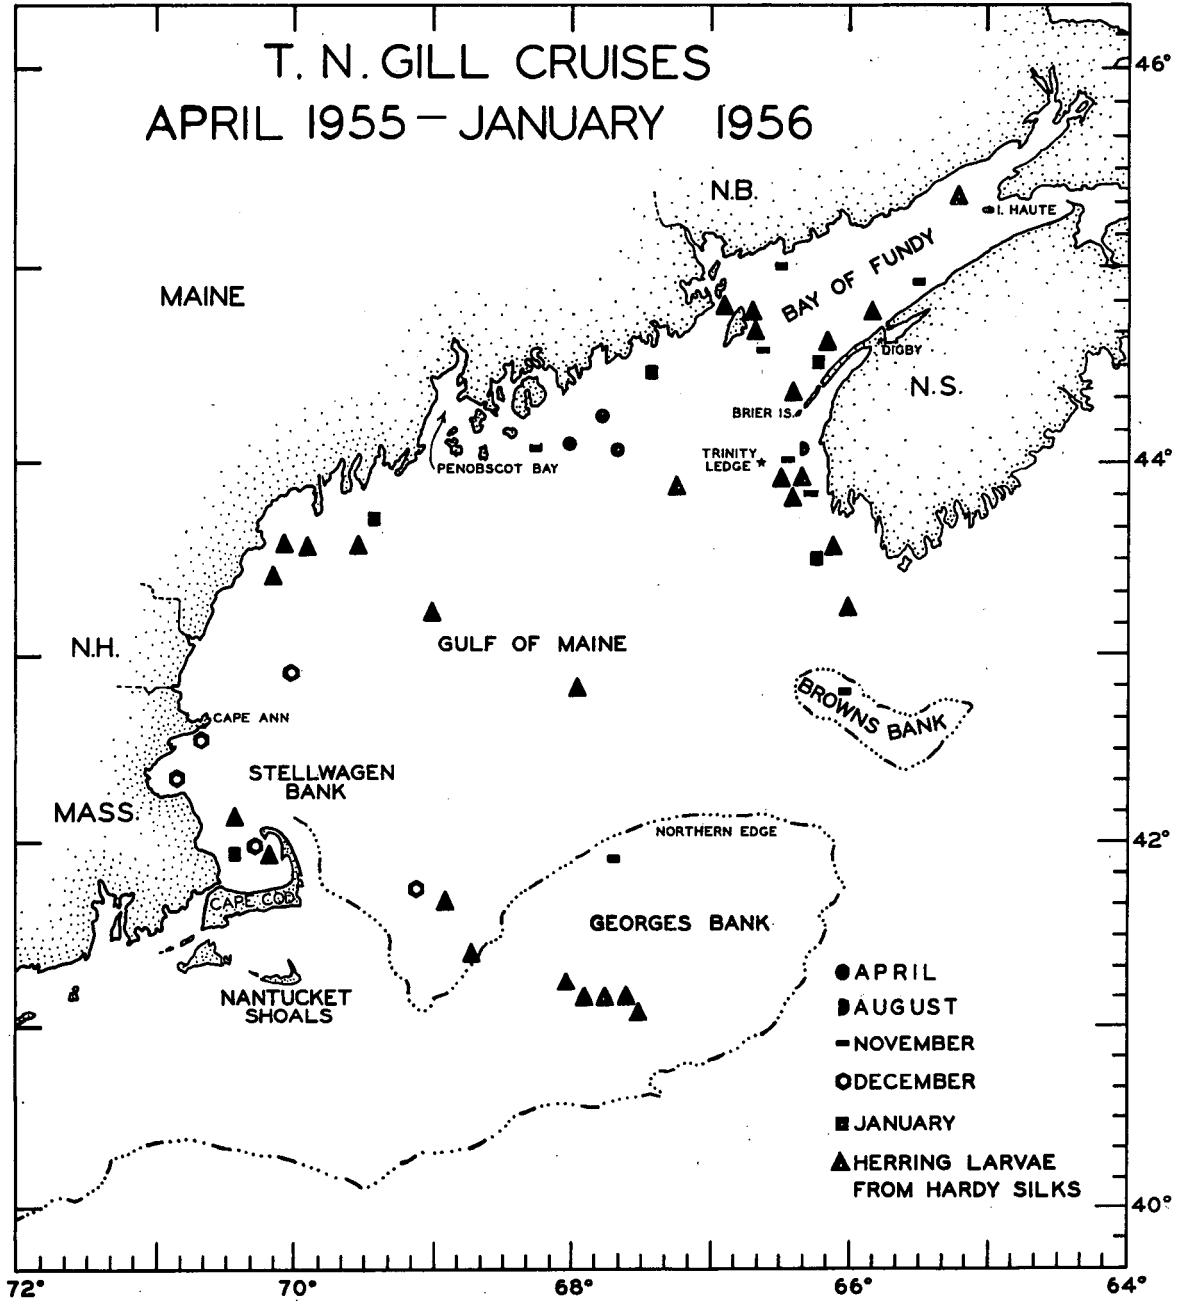 T. N. GILL CRUISES
APRIL 1955 — JANUARY 1956
46°
N.B.
I. HAUTE
BAY OF FUNDY
MAINE
DIGBY
N.S.
BRIER IS.
TRINITY
LEDGE
44°
PENOBSCOT BAY
N.H.
GULF OF MAINE
BROWNS BANK
CAPE ANN
STELLWAGEN
BANK
MASS.
NORTHERN EDGE
42°
CAPE COD
GEORGES BANK
NANTUCKET
SHOALS
APRIL
AUGUST
NOVEMBER
DECEMBER
JANUARY
HERRING LARVAE
FROM HARDY SILKS
40°
72° 70° 68° 66° 64°